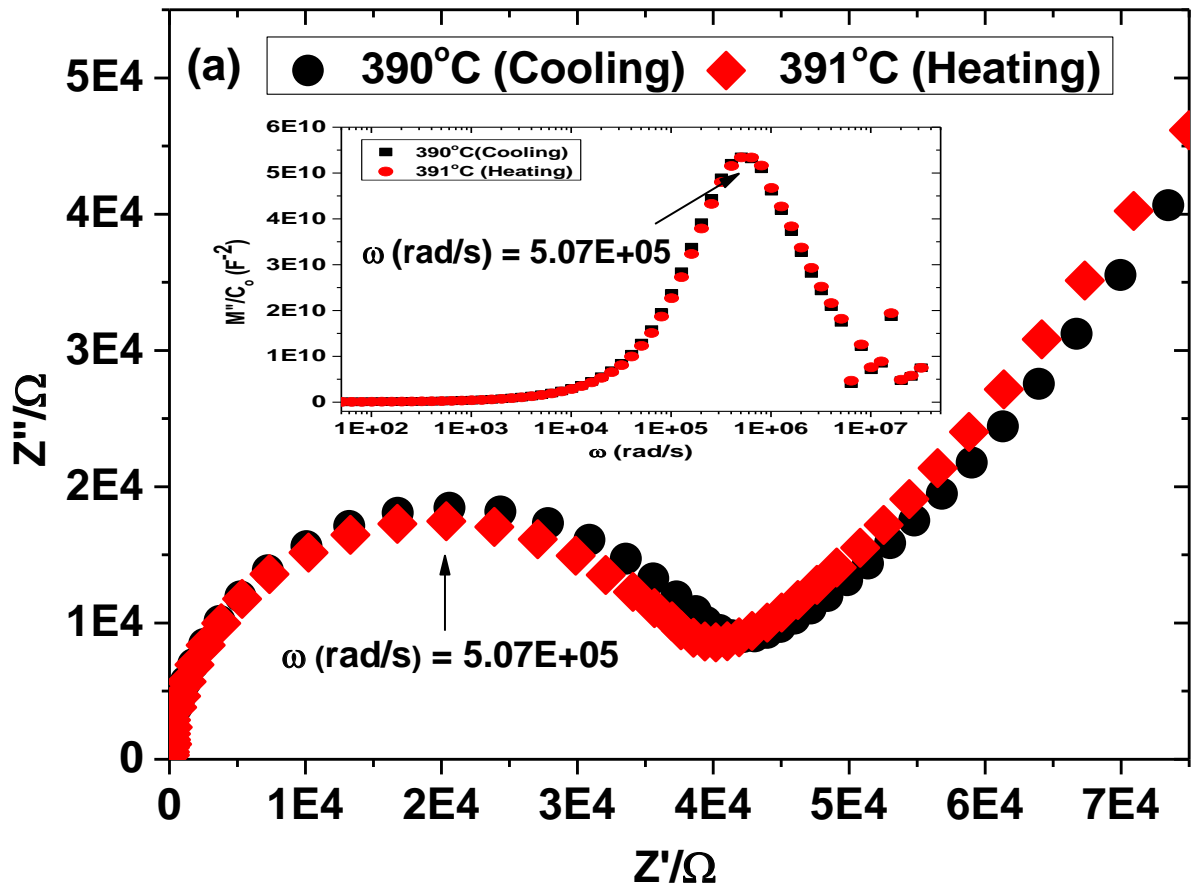 (a) 390°C (Cooling) 391°C (Heating)
5E4
4E4
3E4
2E4
1E4
0
Z''/Ω
0 1E4 2E4 3E4 4E4 5E4 6E4 7E4
Z'/Ω
ω (rad/s) = 5.07E+05
6E10
5E10
4E10
3E10
2E10
1E10
0
M''/C₀ (F⁻²)
390°C(Cooling)
391°C (Heating)
ω (rad/s) = 5.07E+05
1E+02 1E+03 1E+04 1E+05 1E+06 1E+07
ω (rad/s)